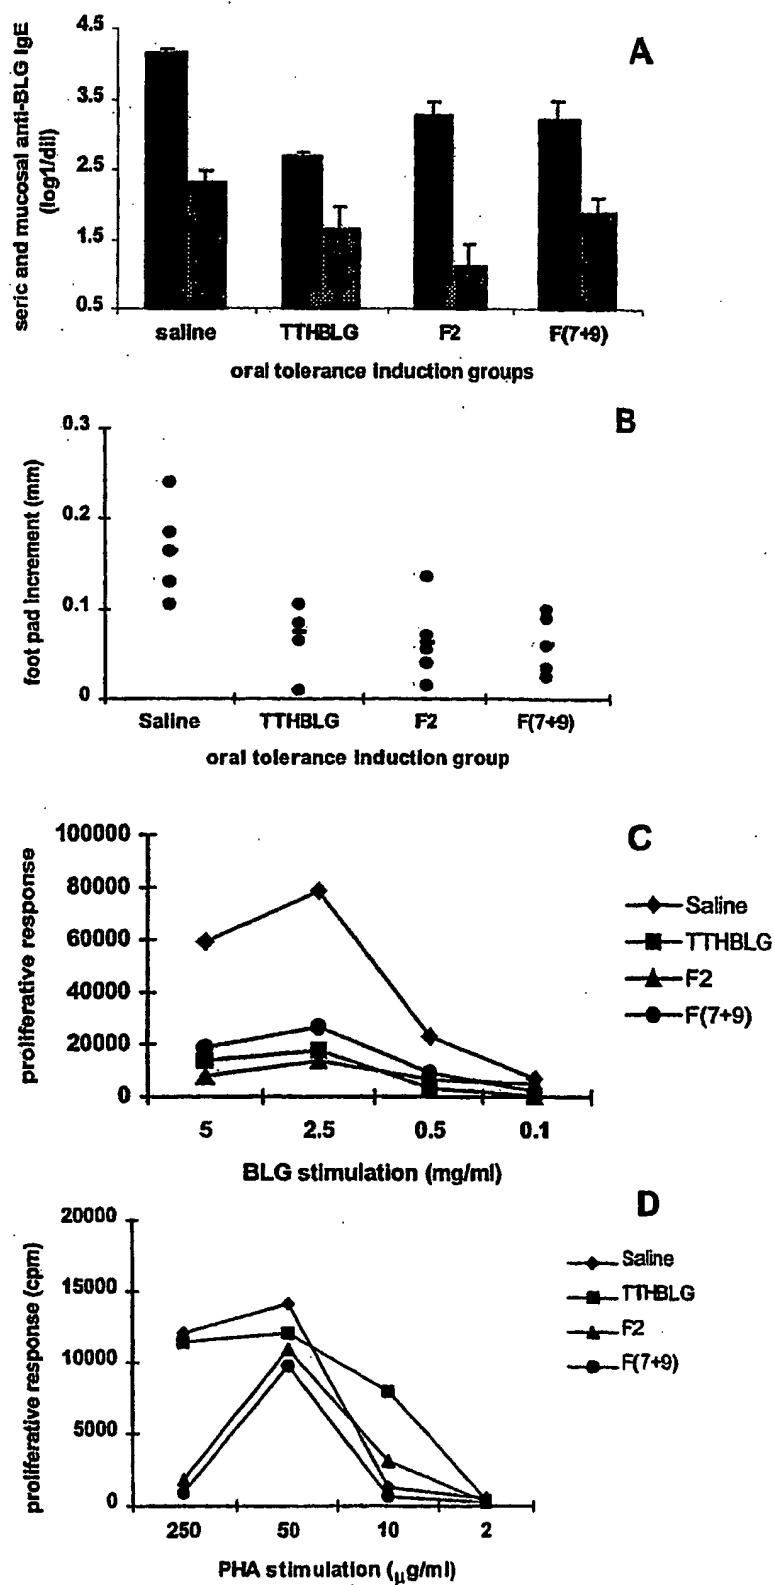 A
seric and mucosal anti-BLG IgE
(log1/dil)
4.5
3.5
2.5
1.5
0.5
saline TTHBLG F2 F(7+9)
oral tolerance induction groups
B
foot pad increment (mm)
0.3
0.2
0.1
0
Saline TTHBLG F2 F(7+9)
oral tolerance induction group
C
proliferative response
100000
80000
60000
40000
20000
0
5 2.5 0.5 0.1
BLG stimulation (mg/ml)
Saline
TTHBLG
F2
F(7+9)
D
proliferative response (cpm)
20000
15000
10000
5000
0
250 50 10 2
PHA stimulation (μg/ml)
Saline
TTHBLG
F2
F(7+9)